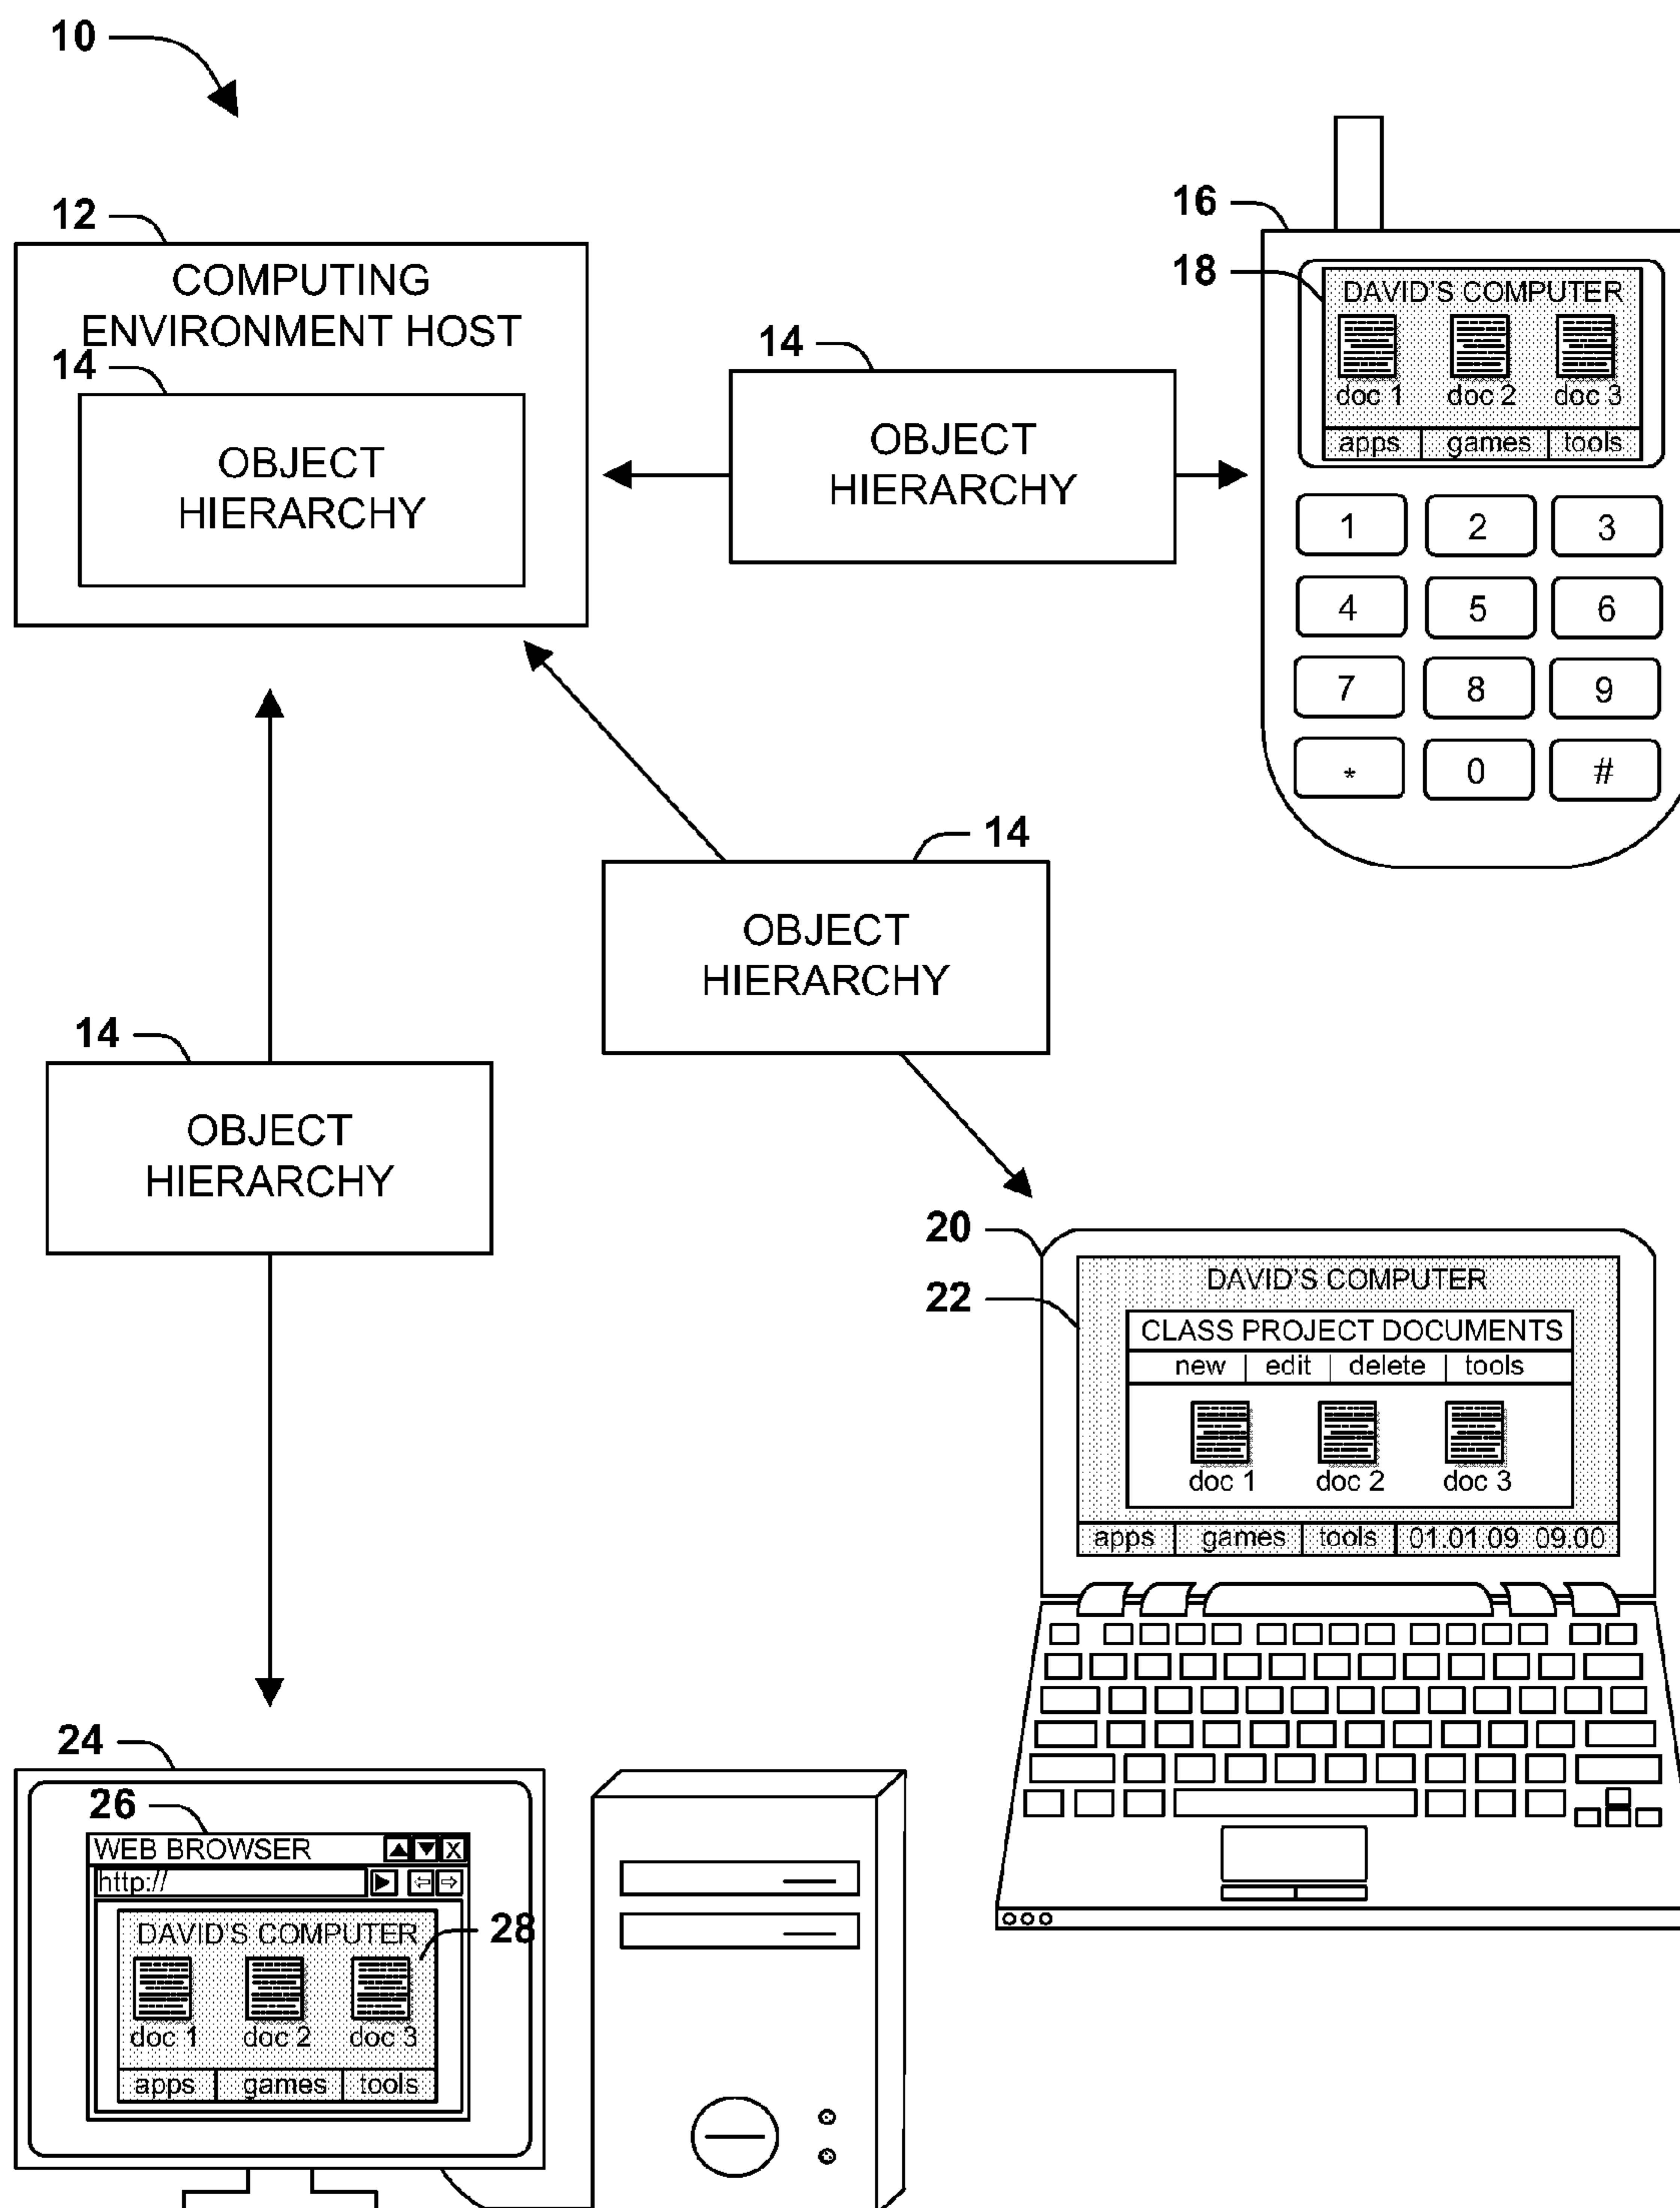 10
12
COMPUTING
ENVIRONMENT HOST
14
OBJECT
HIERARCHY
14
OBJECT
HIERARCHY
16
18
DAVID'S COMPUTER
doc 1 doc 2 doc 3
apps games tools
1 2 3
4 5 6
7 8 9
* 0 #
14
OBJECT
HIERARCHY
14
OBJECT
HIERARCHY
20
22
DAVID'S COMPUTER
CLASS PROJECT DOCUMENTS
new edit delete tools
doc 1 doc 2 doc 3
apps games tools 01.01.09 09:00
24
26
WEB BROWSER X
http://
DAVID'S COMPUTER
28
doc 1 doc 2 doc 3
apps games tools